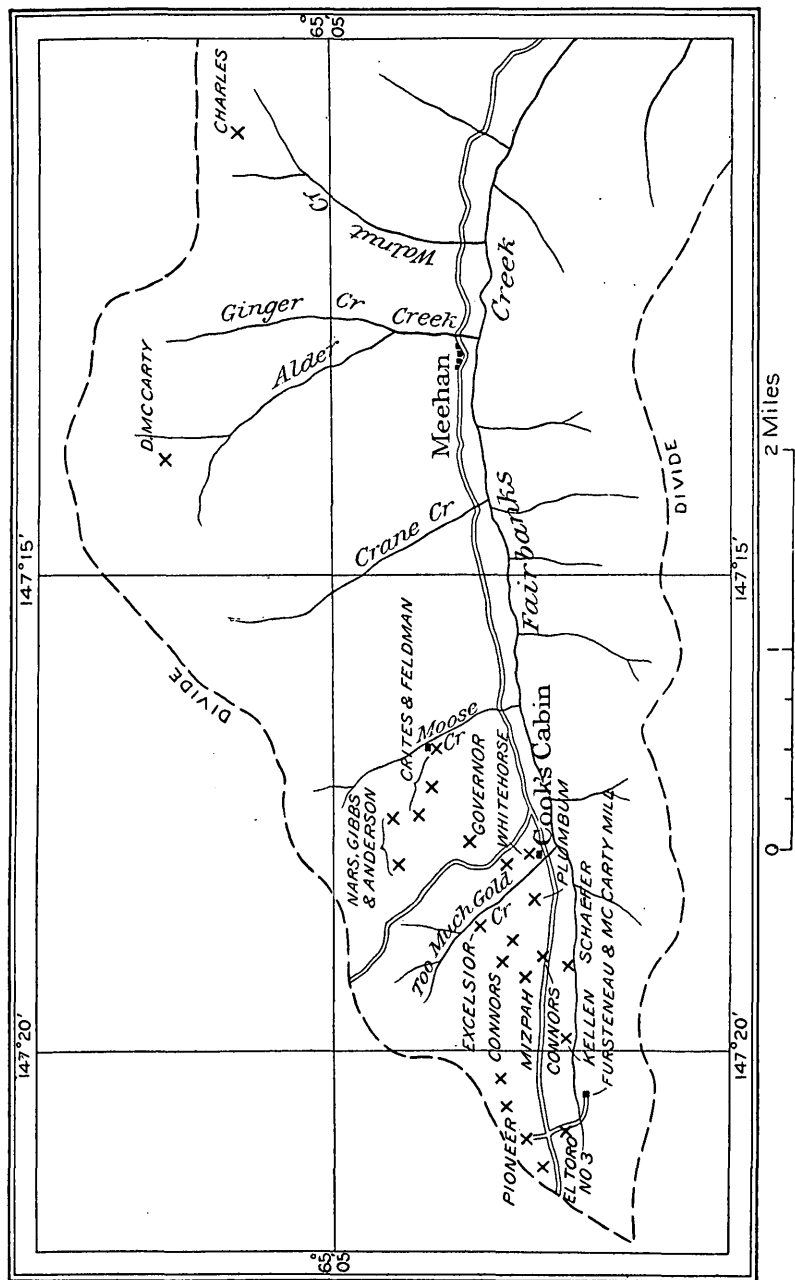 147°20'
147°15'
65°
05'
65°
05'
CHARLES
Walnut
Cr
Ginger
Cr
Alder
Creek
D. MCCARTY
Meehan
Crane Cr
Fairbanks
Creek
DIVIDE
DIVIDE
Moose
Cr
CRITES & FELDMAN
NARS, GIBBS
& ANDERSON
GOVERNOR
WHITEHORSE
Cook's Cabin
PLUMBUM
Too Much Gold
Cr
EXCELSIOR
CONNORS
MIZPAH
CONNORS
SCHAEFER
KELLEN
FURSTENEAU & MC CARTY MILL
PIONEER
EL TORO
NO 3
147°20'
147°15'
0 1 2 Miles